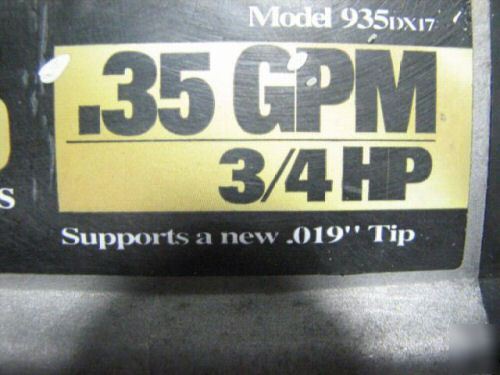 Model 935DX17
.35 GPM
3/4 HP
S
Supports a new .019" Tip